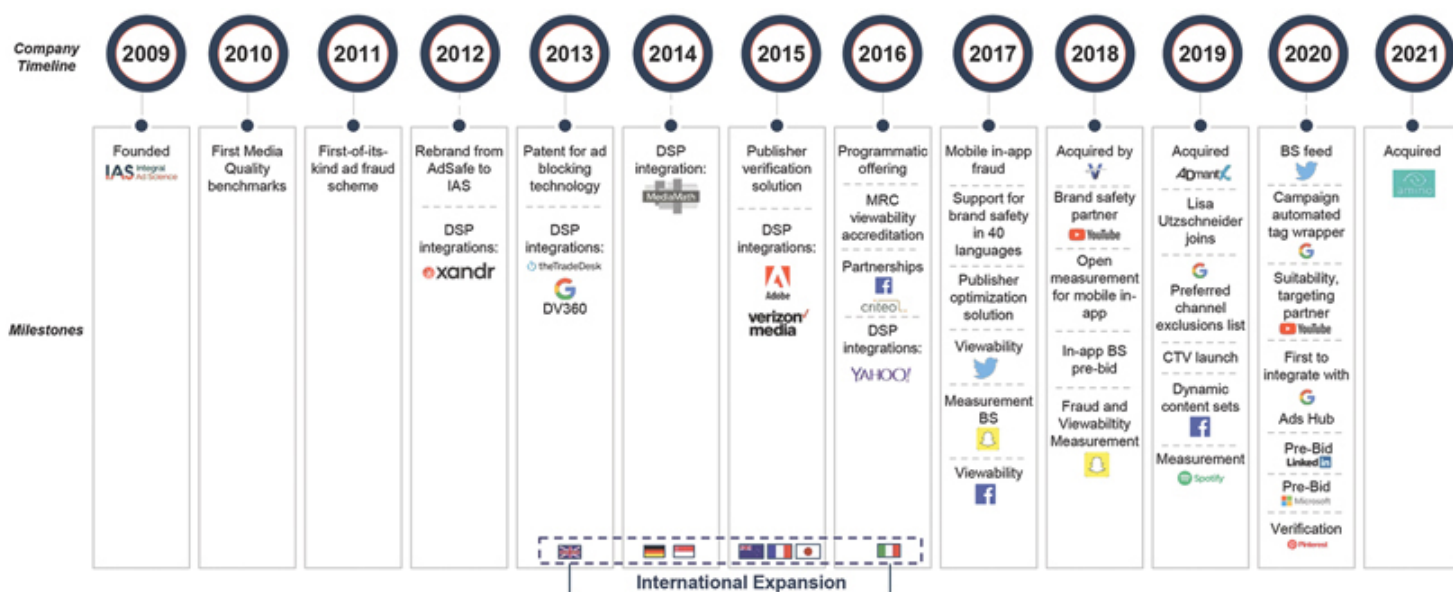 Company
Timeline
2009
2010
2011
2012
2013
2014
2015
2016
2017
2018
2019
2020
2021
Milestones
Founded
IAS Integral
Ad Science
First Media
Quality
benchmarks
First-of-its-
kind ad fraud
scheme
Rebrand from
AdSafe to
IAS
DSP
integrations:
xandr
Patent for ad
blocking
technology
DSP
integrations:
theTradeDesk
DV360
DSP
integration:
MediaMath
Publisher
verification
solution
DSP
integrations:
Adobe
verizon
media
Programmatic
offering
MRC
viewability
accreditation
Partnerships
criteo
DSP
integrations:
YAHOO!
Mobile in-app
fraud
Support for
brand safety
in 40
languages
Publisher
optimization
solution
Viewability
Measurement
BS
Viewability
Acquired by
V
Brand safety
partner
YouTube
Open
measurement
for mobile in-
app
In-app BS
pre-bid
Fraud and
Viewabiltity
Measurement
Acquired
ADmantX
Lisa
Utzschneider
joins
Preferred
channel
exclusions list
CTV launch
Dynamic
content sets
Measurement
Spotify
BS feed
Campaign
automated
tag wrapper
Suitability,
targeting
partner
YouTube
First to
integrate with
Ads Hub
Pre-Bid
LinkedIn
Pre-Bid
Microsoft
Verification
Pinterest
Acquired
amino
International Expansion